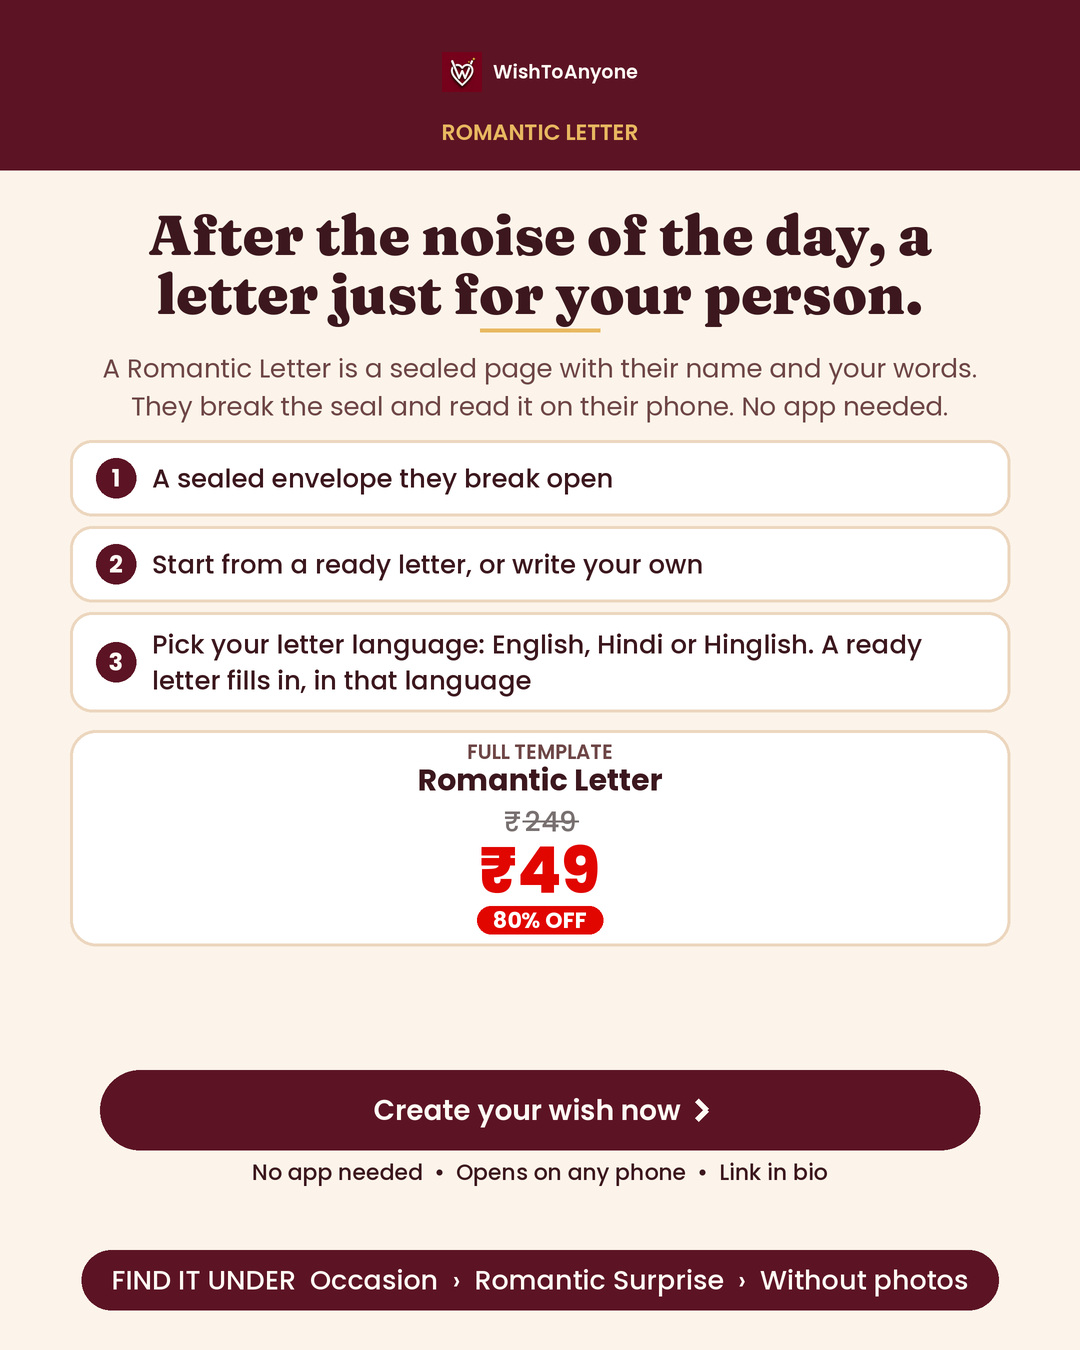 WishToAnyone
ROMANTIC LETTER
After the noise of the day, a
letter just for your person.
A Romantic Letter is a sealed page with their name and your words.
They break the seal and read it on their phone. No app needed.
1 A sealed envelope they break open
2 Start from a ready letter, or write your own
3 Pick your letter language: English, Hindi or Hinglish. A ready
letter fills in, in that language
FULL TEMPLATE
Romantic Letter
₹249
₹49
80% OFF
Create your wish now ›
No app needed • Opens on any phone • Link in bio
FIND IT UNDER Occasion › Romantic Surprise › Without photos